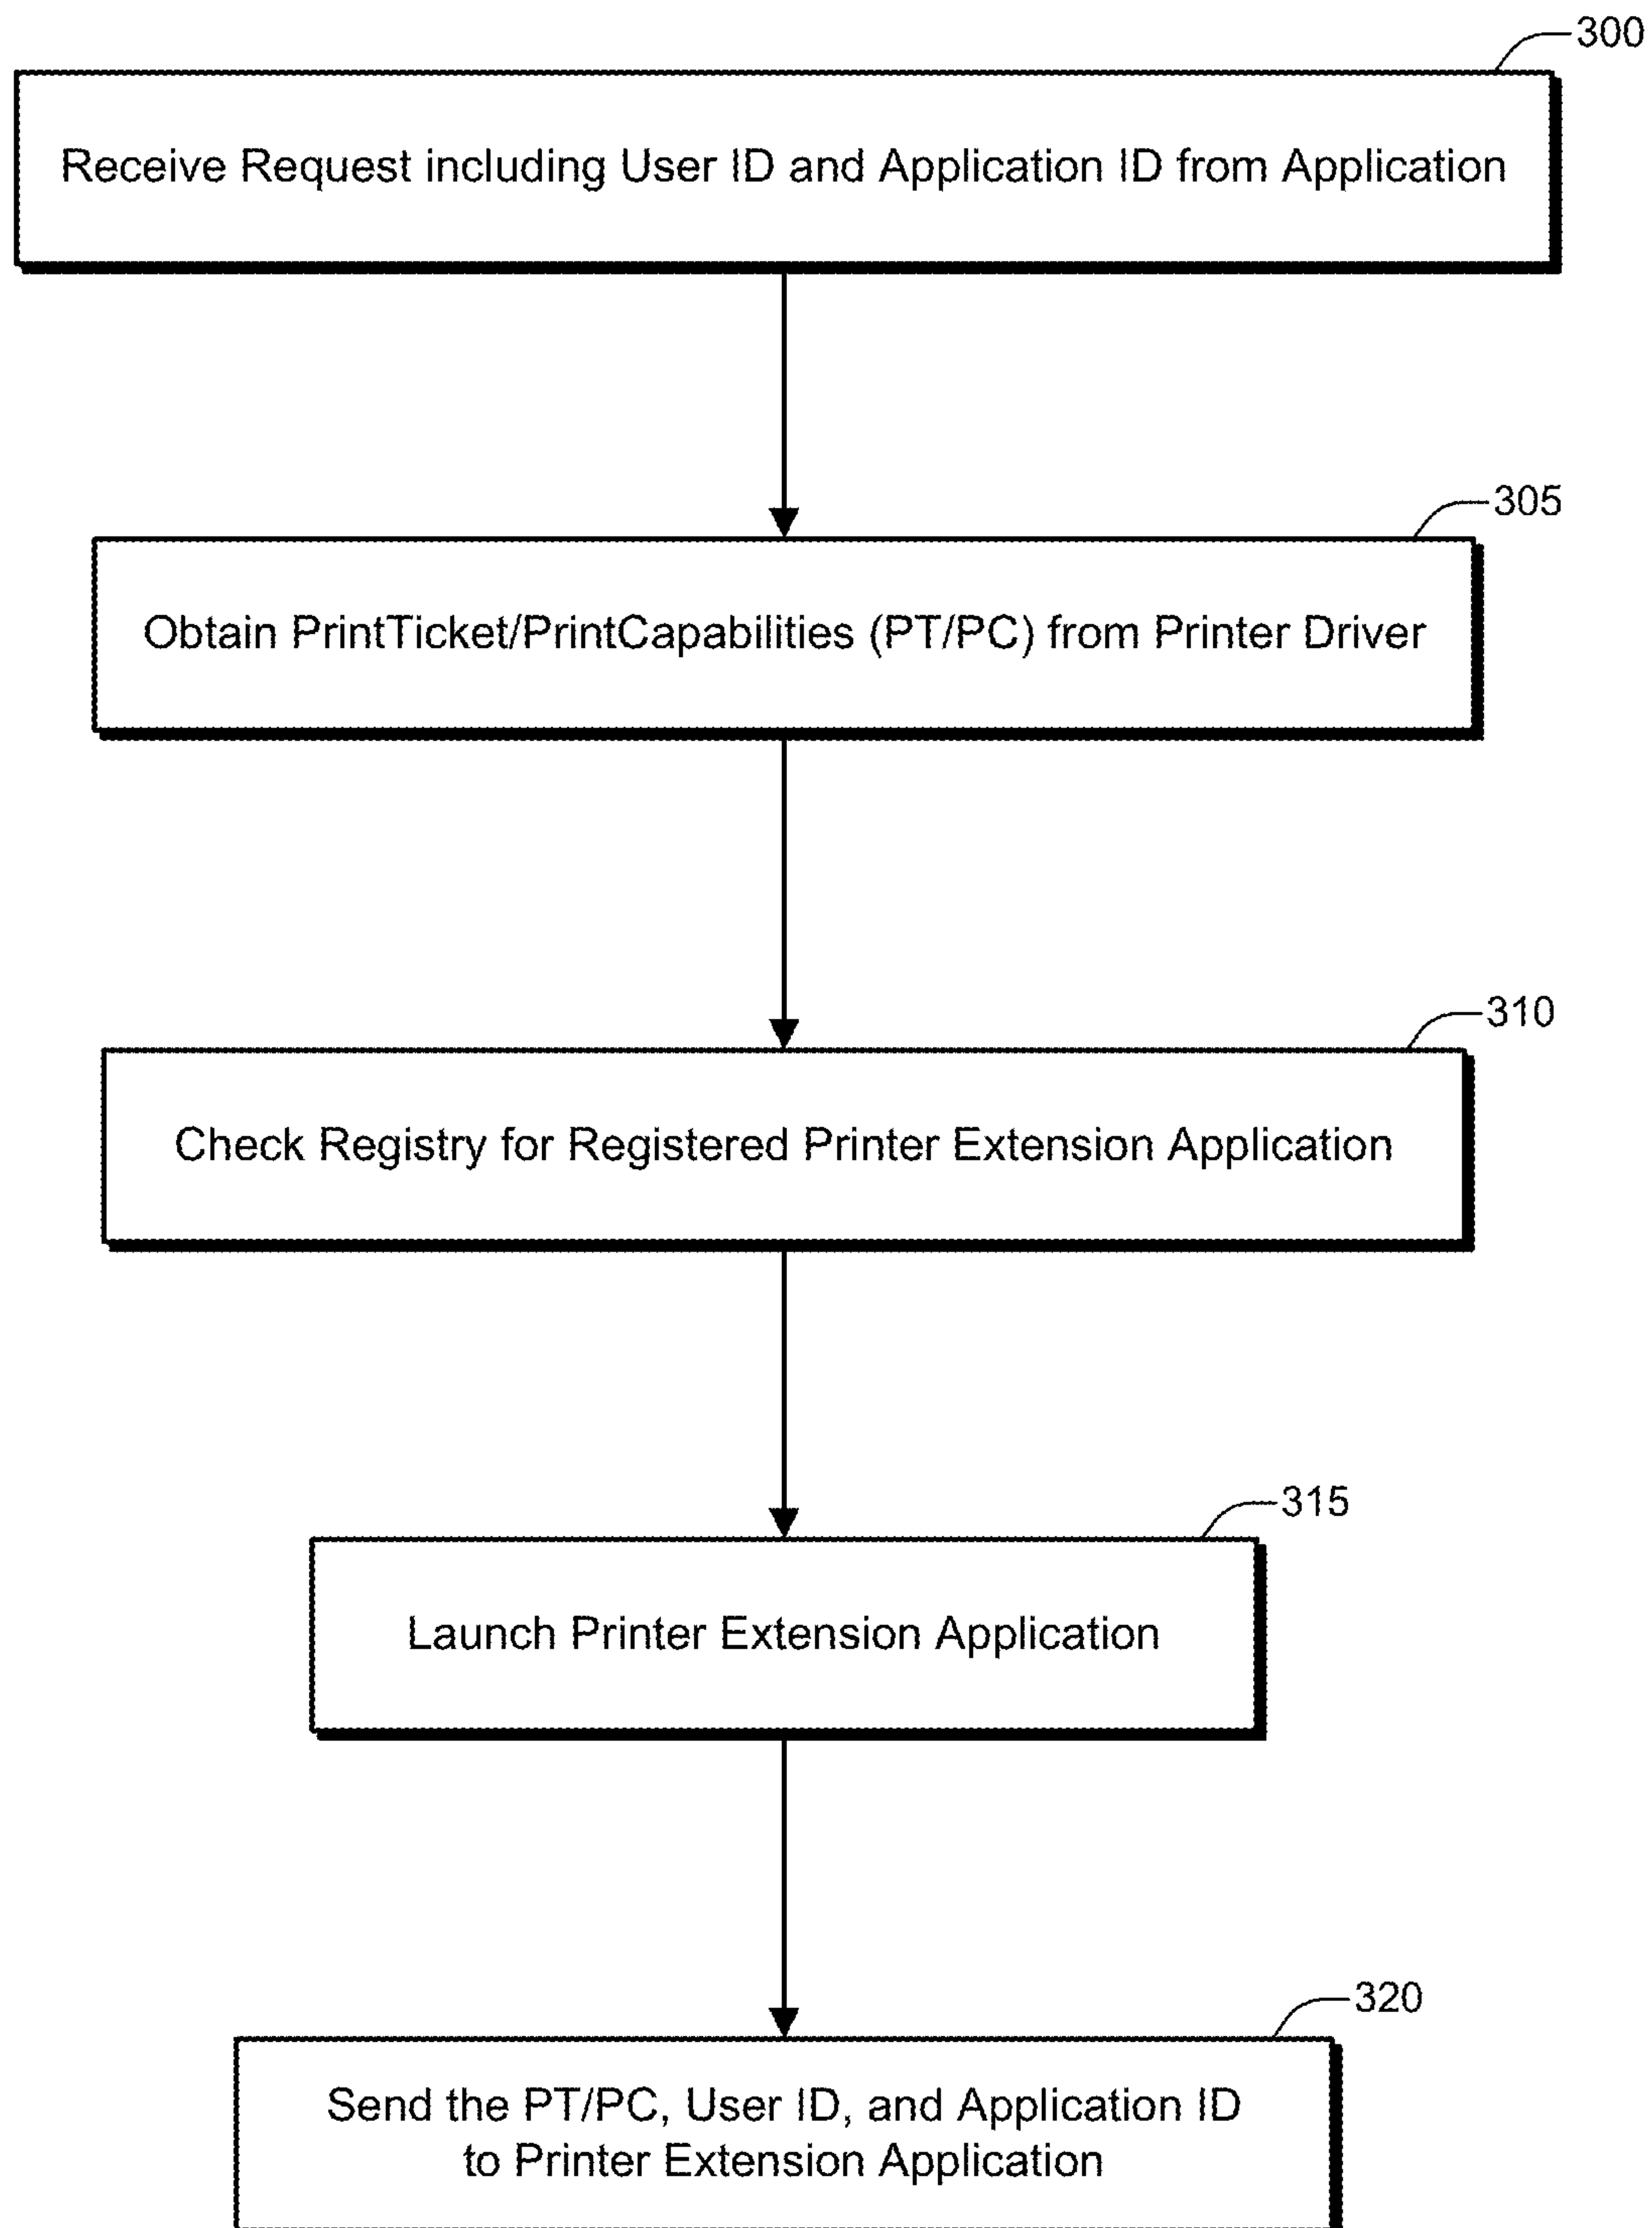 300
Receive Request including User ID and Application ID from Application
305
Obtain PrintTicket/PrintCapabilities (PT/PC) from Printer Driver
310
Check Registry for Registered Printer Extension Application
315
Launch Printer Extension Application
320
Send the PT/PC, User ID, and Application ID
to Printer Extension Application